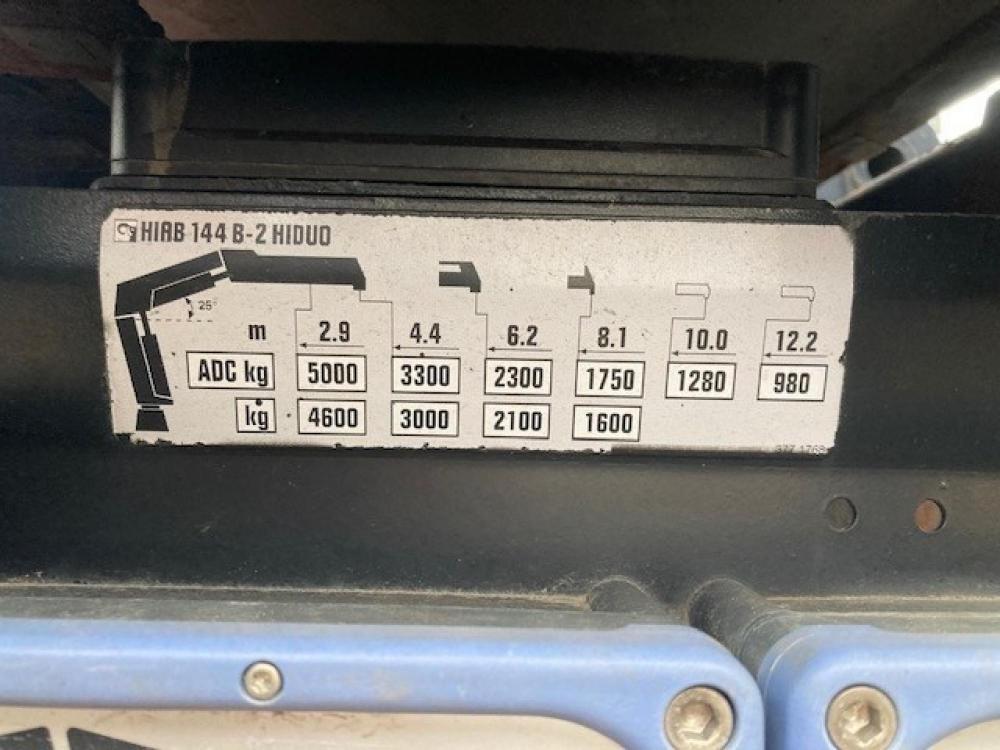 HIAB 144 B-2 HIDUO
25°
m 2.9 4.4 6.2 8.1 10.0 12.2
ADC kg 5000 3300 2300 1750 1280 980
kg 4600 3000 2100 1600